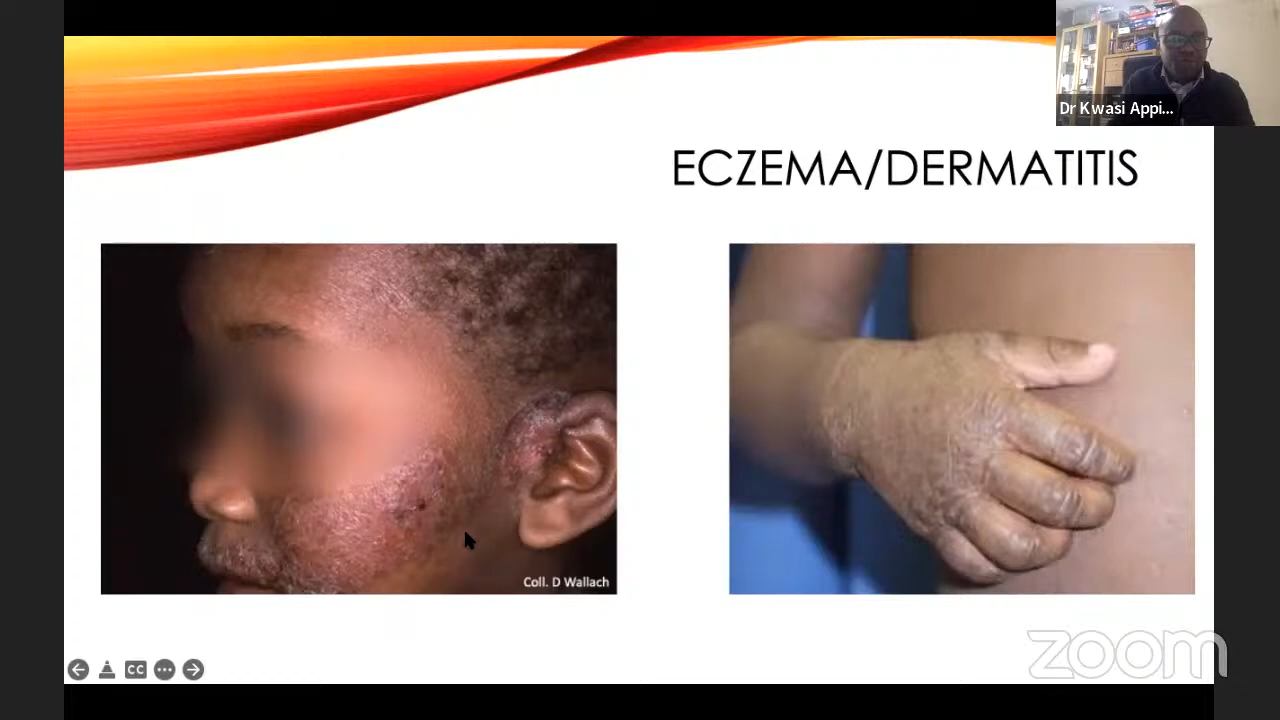 Dr Kwasi Appi...
ECZEMA/DERMATITIS
Coll. D Wallach
CC
zoom